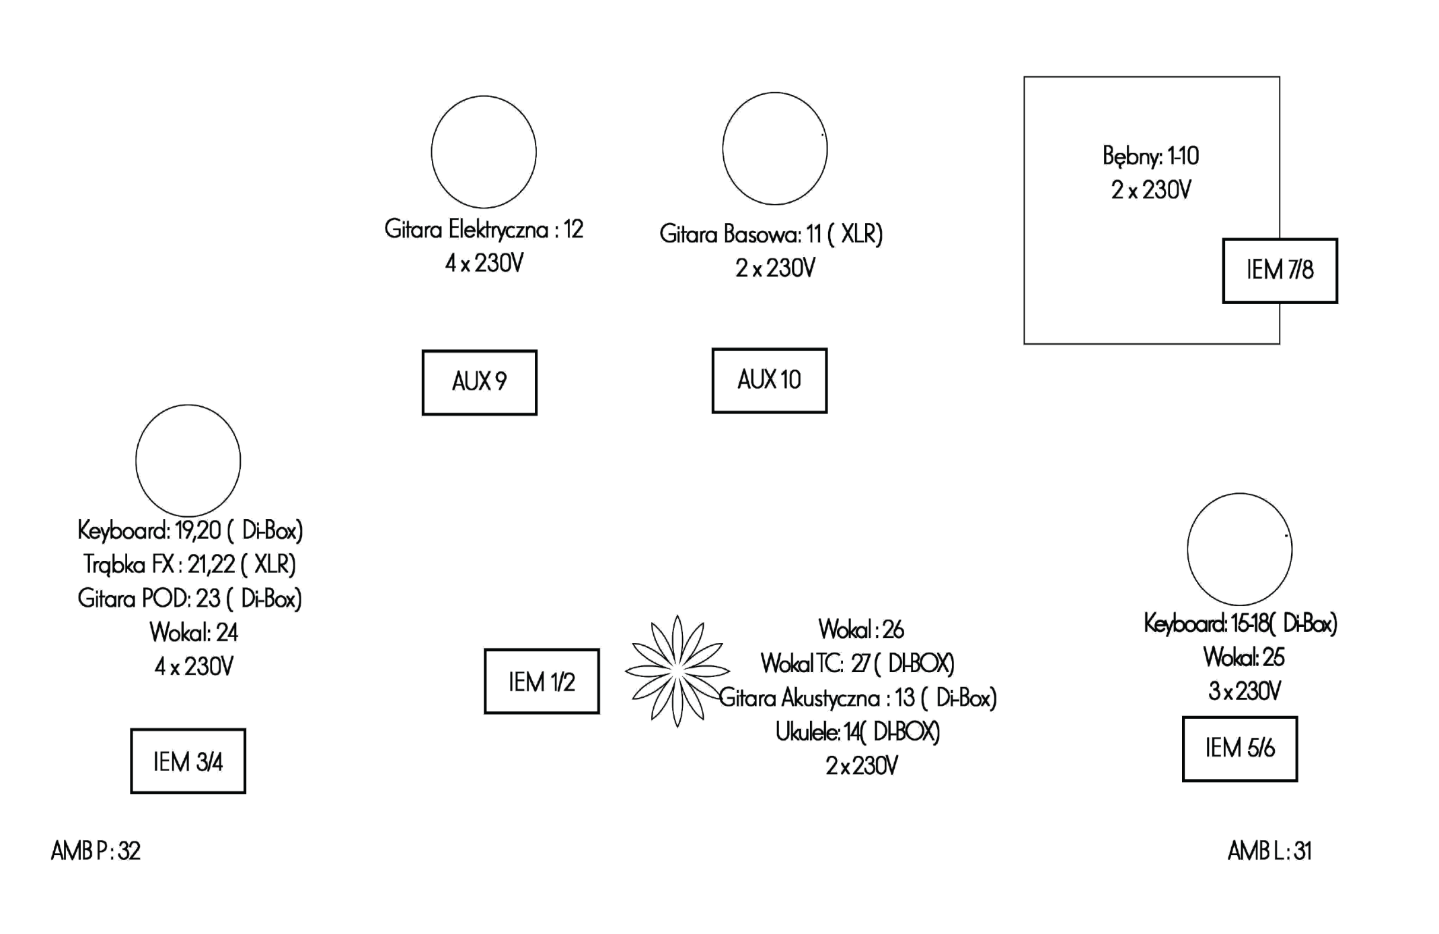 Bębny: 1-10
2 x 230V
IEM 7/8
Gitara Elektryczna : 12
4 x 230V
Gitara Basowa: 11 ( XLR)
2 x 230V
AUX 9
AUX 10
Keyboard: 19,20 ( Di-Box)
Trąbka FX : 21,22 ( XLR)
Gitara POD: 23 ( Di-Box)
Wokal: 24
4 x 230V
IEM 3/4
IEM 1/2
Wokal : 26
Wokal TC: 27 ( DI-BOX)
Gitara Akustyczna : 13 ( Di-Box)
Ukulele: 14( DI-BOX)
2 x 230V
Keyboard: 15-18( Di-Box)
Wokal: 25
3 x 230V
IEM 5/6
AMB P : 32
AMB L : 31